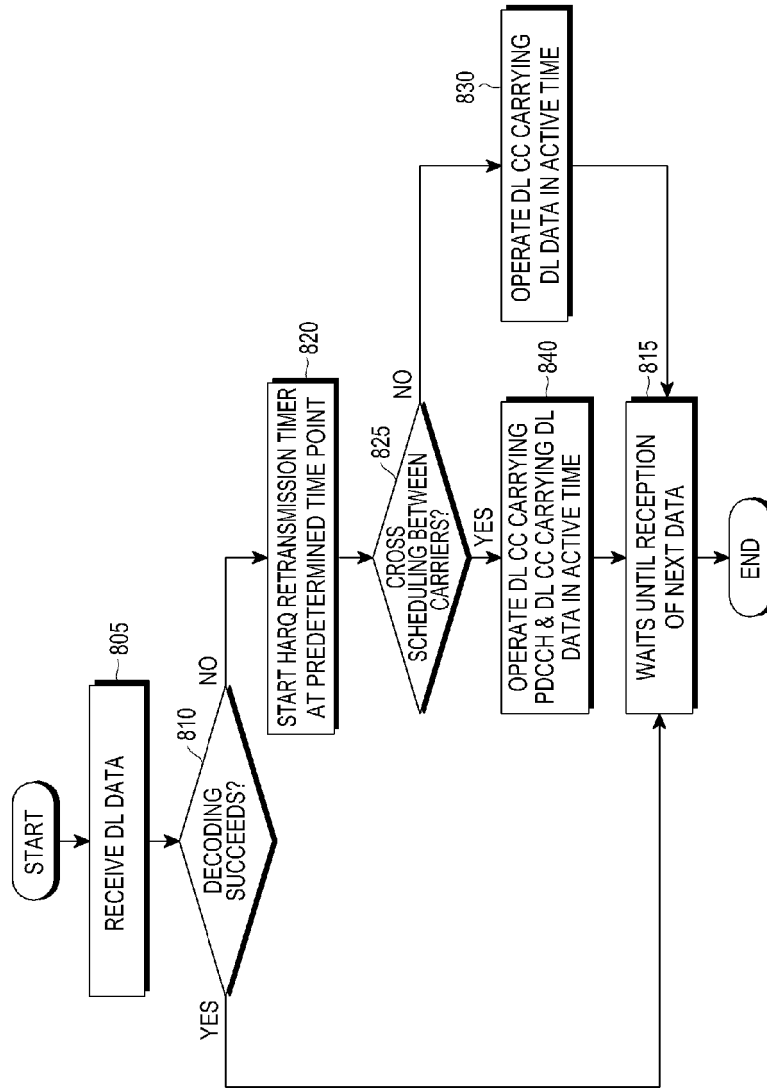 START
805
RECEIVE DL DATA
810
DECODING
SUCCEEDS?
YES
NO
820
START HARQ RETRANSMISSION TIMER
AT PREDETERMINED TIME POINT
825
CROSS
SCHEDULING BETWEEN
CARRIERS?
NO
YES
830
OPERATE DL CC CARRYING
DL DATA IN ACTIVE TIME
840
OPERATE DL CC CARRYING
PDCCH & DL CC CARRYING DL
DATA IN ACTIVE TIME
815
WAITS UNTIL RECEPTION
OF NEXT DATA
END